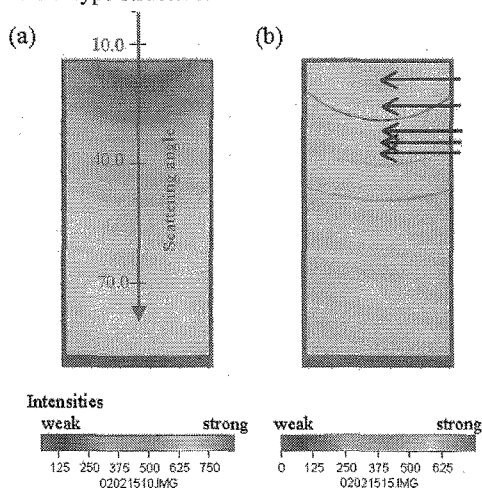 (a)
(b)
10.0
40.0
Scattering angle
70.0
Intensities
weak strong
125 250 375 500 625 750
02021510.IMG
weak strong
0 125 250 375 500 625
02021515.IMG